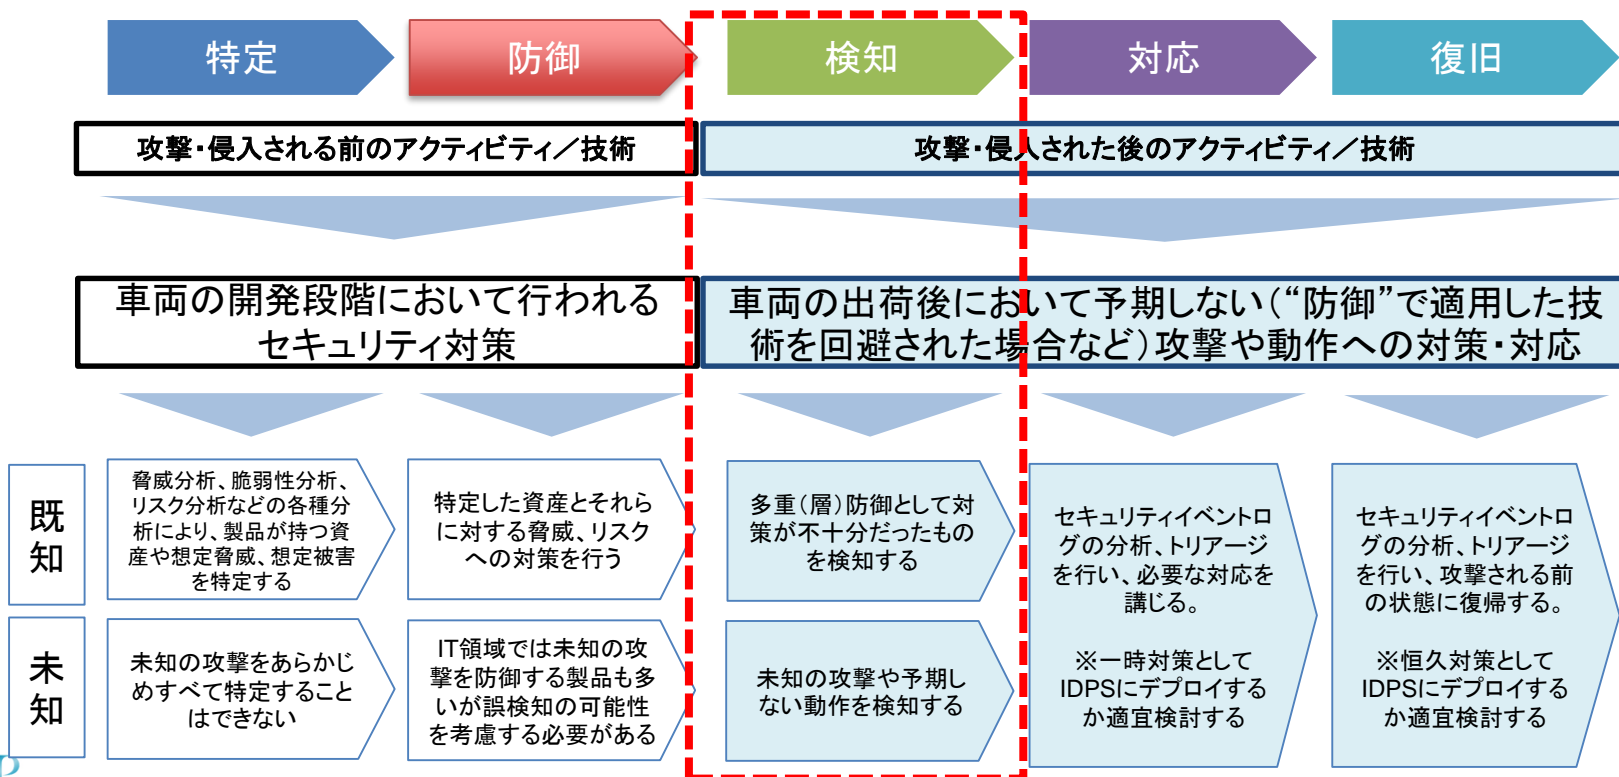 特定
防御
検知
対応
復旧
攻撃・侵入される前のアクティビティ／技術
攻撃・侵入された後のアクティビティ／技術
車両の開発段階において行われる
セキュリティ対策
車両の出荷後において予期しない（“防御”で適用した技
術を回避された場合など）攻撃や動作への対策・対応
既
知
脅威分析、脆弱性分析、
リスク分析などの各種分
析により、製品が持つ資
産や想定脅威、想定被害
を特定する
特定した資産とそれら
に対する脅威、リスク
への対策を行う
多重（層）防御として対
策が不十分だったもの
を検知する
セキュリティイベントロ
グの分析、トリアージ
を行い、必要な対応を
講じる。
※一時対策として
IDPSにデプロイする
か適宜検討する
セキュリティイベントロ
グの分析、トリアージ
を行い、攻撃される前
の状態に復帰する。
※恒久対策として
IDPSにデプロイする
か適宜検討する
未
知
未知の攻撃をあらかじ
めすべて特定すること
はできない
IT領域では未知の攻
撃を防御する製品も多
いが誤検知の可能性
を考慮する必要がある
未知の攻撃や予期し
ない動作を検知する